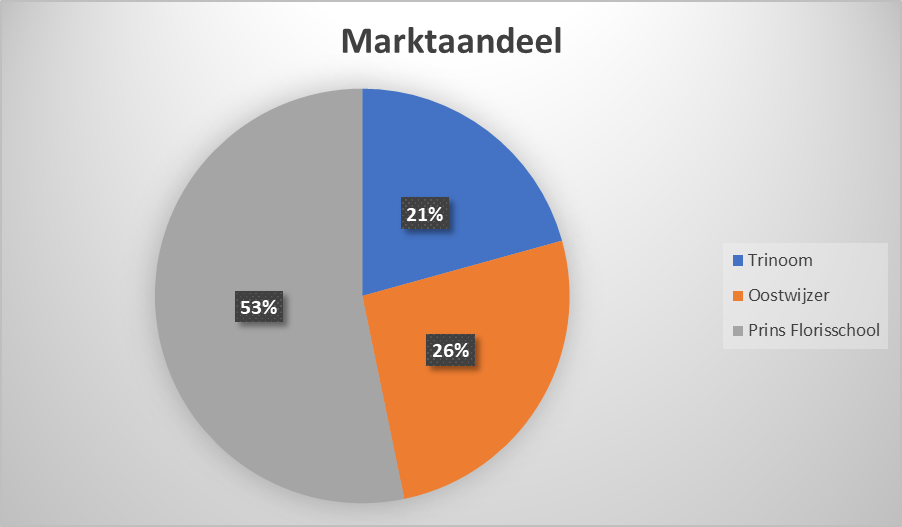 Marktaandeel
21%
26%
53%
Trinoom
Oostwijzer
Prins Florisschool